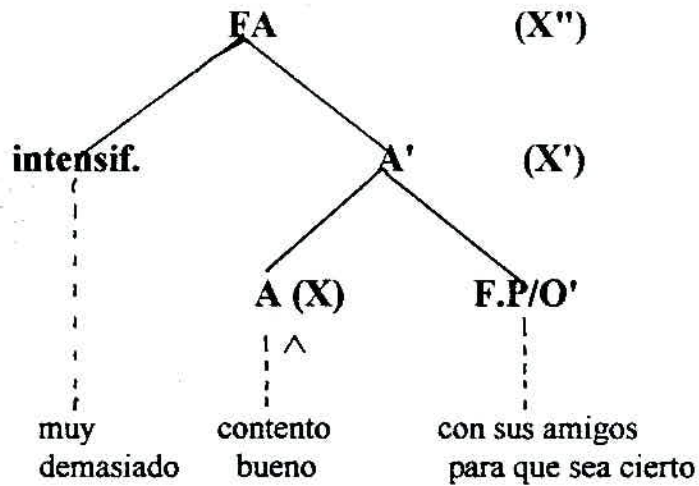 FA (X")
intensif. A' (X')
A (X) F.P/O'
^
muy contento con sus amigos
demasiado bueno para que sea cierto